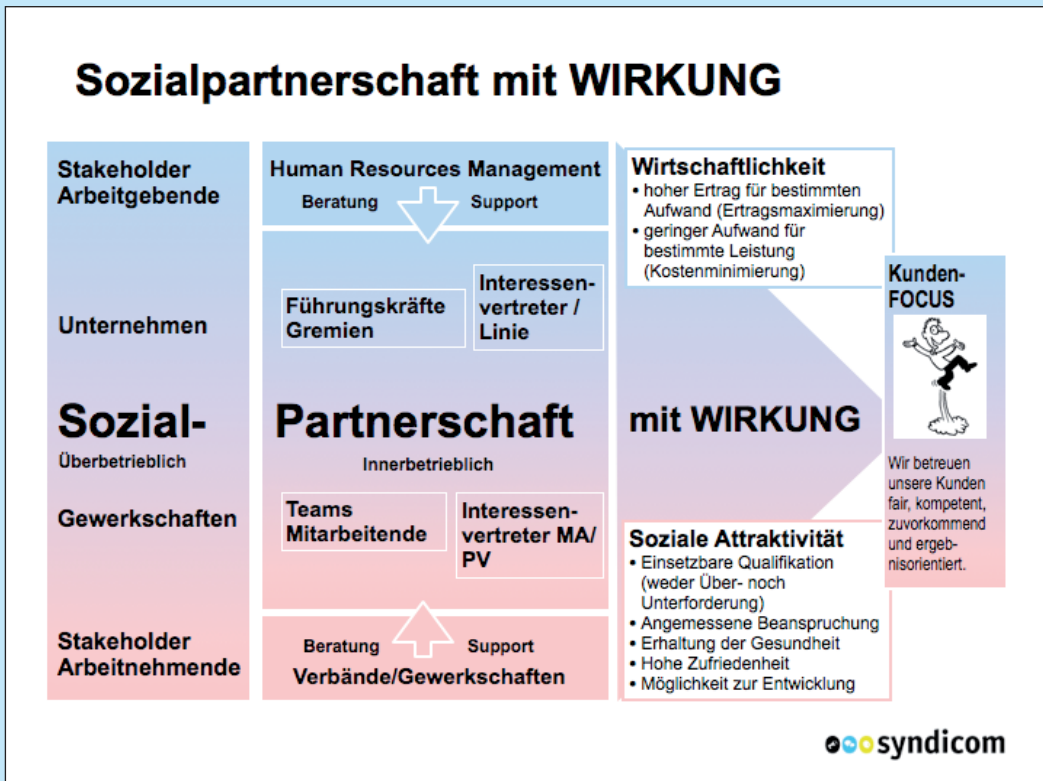 Sozialpartnerschaft mit WIRKUNG
Stakeholder
Arbeitgebende
Unternehmen
Sozial-
Überbetrieblich
Gewerkschaften
Stakeholder
Arbeitnehmende
Human Resources Management
Beratung Support
Führungskräfte
Gremien
Interessen-
vertreter /
Linie
Partnerschaft
Innerbetrieblich
Teams
Mitarbeitende
Interessen-
vertreter MA/
PV
Beratung Support
Verbände/Gewerkschaften
Wirtschaftlichkeit
• hoher Ertrag für bestimmten
Aufwand (Ertragsmaximierung)
• geringer Aufwand für
bestimmte Leistung
(Kostenminimierung)
mit WIRKUNG
Soziale Attraktivität
• Einsetzbare Qualifikation
(weder Über- noch
Unterforderung)
• Angemessene Beanspruchung
• Erhaltung der Gesundheit
• Hohe Zufriedenheit
• Möglichkeit zur Entwicklung
Kunden-
FOCUS
Wir betreuen
unsere Kunden
fair, kompetent,
zuvorkommend
und ergeb-
nisorientiert.
syndicom